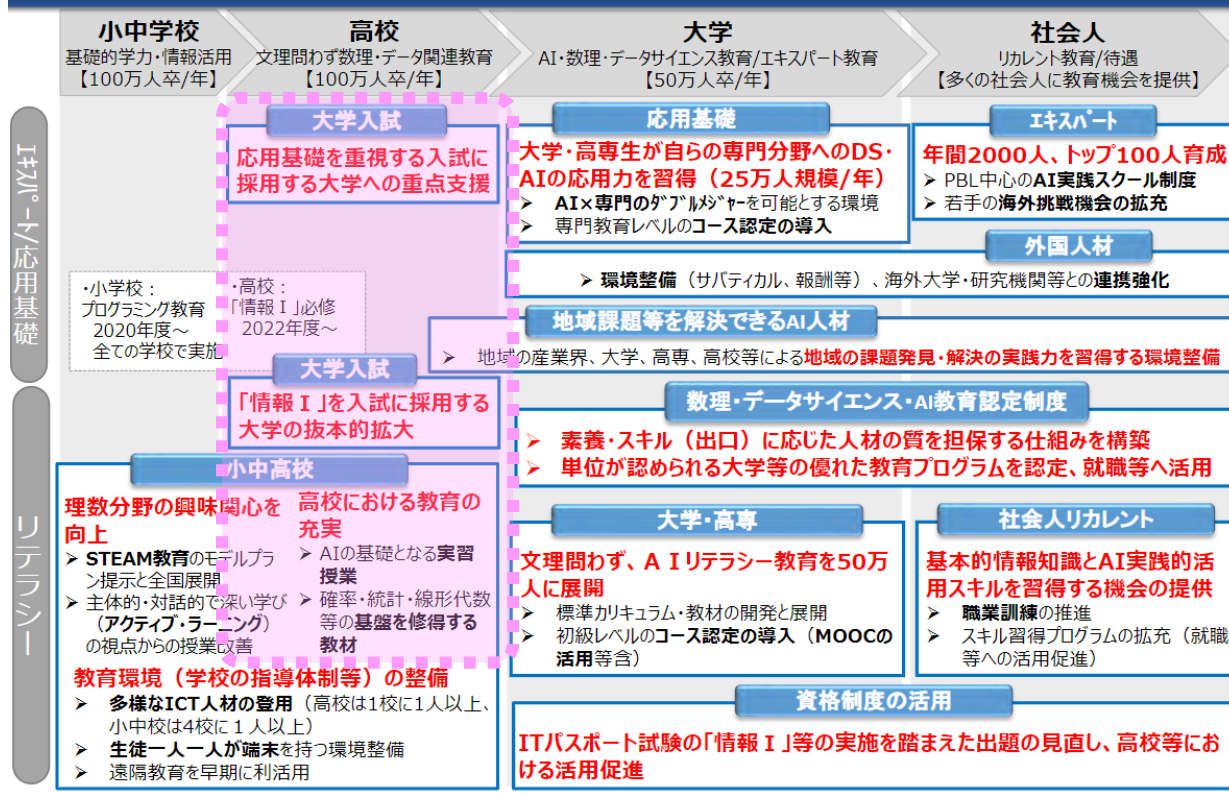 小中学校
基礎的学力・情報活用
【100万人卒/年】
高校
文理問わず数理・データ関連教育
【100万人卒/年】
大学
AI・数理・データサイエンス教育/エキスパート教育
【50万人卒/年】
社会人
リカレント教育/待遇
【多くの社会人に教育機会を提供】
エキスパート/応用基礎
大学入試
応用基礎を重視する入試に
採用する大学への重点支援
応用基礎
大学・高専生が自らの専門分野へのDS・
AIの応用力を習得（25万人規模/年）
➤ AI×専門のダブルメジャーを可能とする環境
➤ 専門教育レベルのコース認定の導入
エキスパート
年間2000人、トップ100人育成
➤ PBL中心のAI実践スクール制度
➤ 若手の海外挑戦機会の拡充
外国人材
➤ 環境整備（サバティカル、報酬等）、海外大学・研究機関等との連携強化
・小学校：
プログラミング教育
2020年度～
全ての学校で実施
・高校：
「情報Ⅰ」必修
2022年度～
地域課題等を解決できるAI人材
➤ 地域の産業界、大学、高専、高校等による地域の課題発見・解決の実践力を習得する環境整備
リテラシー
大学入試
「情報Ⅰ」を入試に採用する
大学の抜本的拡大
数理・データサイエンス・AI教育認定制度
➤ 素養・スキル（出口）に応じた人材の質を担保する仕組みを構築
➤ 単位が認められる大学等の優れた教育プログラムを認定、就職等へ活用
小中高校
理数分野の興味関心を
向上
➤ STEAM教育のモデルプラ
ン提示と全国展開
➤ 主体的・対話的で深い学び
（アクティブ・ラーニング）
の視点からの授業改善
高校における教育の
充実
➤ AIの基礎となる実習
授業
➤ 確率・統計・線形代数
等の基盤を修得する
教材
教育環境（学校の指導体制等）の整備
➤ 多様なICT人材の登用（高校は1校に1人以上、
小中校は4校に１人以上）
➤ 生徒一人一人が端末を持つ環境整備
➤ 遠隔教育を早期に利活用
大学・高専
文理問わず、ＡＩリテラシー教育を50万
人に展開
➤ 標準カリキュラム・教材の開発と展開
➤ 初級レベルのコース認定の導入（MOOCの
活用等含）
社会人リカレント
基本的情報知識とAI実践的活
用スキルを習得する機会の提供
➤ 職業訓練の推進
➤ スキル習得プログラムの拡充（就職
等への活用促進）
資格制度の活用
ITパスポート試験の「情報Ⅰ」等の実施を踏まえた出題の見直し、高校等にお
ける活用促進